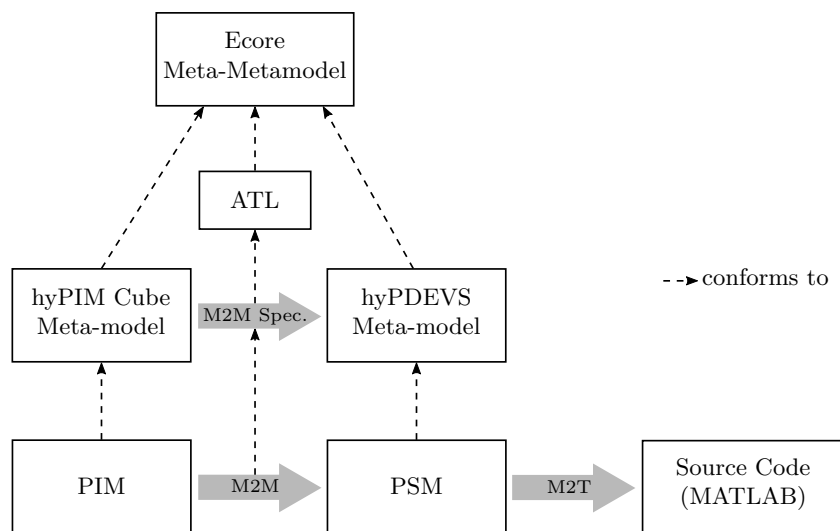 Ecore
Meta-Metamodel
ATL
conforms to
hyPIM Cube
Meta-model
M2M Spec.
hyPDEVS
Meta-model
PIM
M2M
PSM
M2T
Source Code
(MATLAB)